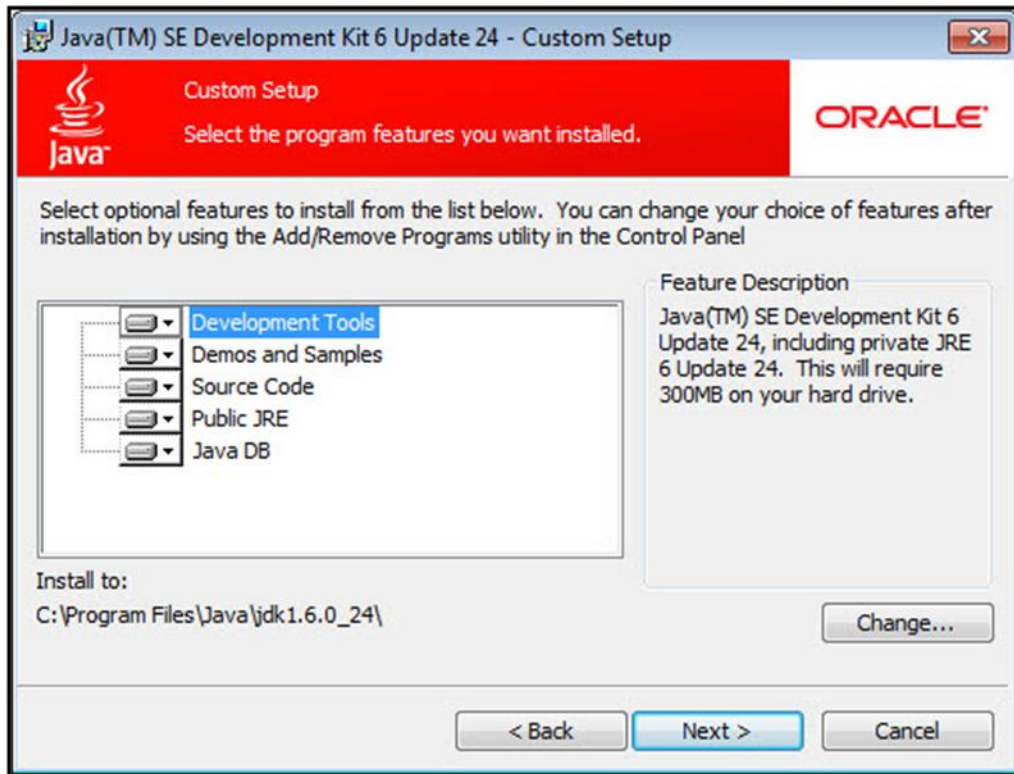 Java(TM) SE Development Kit 6 Update 24 - Custom Setup
Custom Setup
Select the program features you want installed.
Java™
ORACLE®
Select optional features to install from the list below.  You can change your choice of features after
installation by using the Add/Remove Programs utility in the Control Panel
Development Tools
Demos and Samples
Source Code
Public JRE
Java DB
Feature Description
Java(TM) SE Development Kit 6
Update 24, including private JRE
6 Update 24.  This will require
300MB on your hard drive.
Install to:
C:\Program Files\Java\jdk1.6.0_24\
Change...
< Back
Next >
Cancel